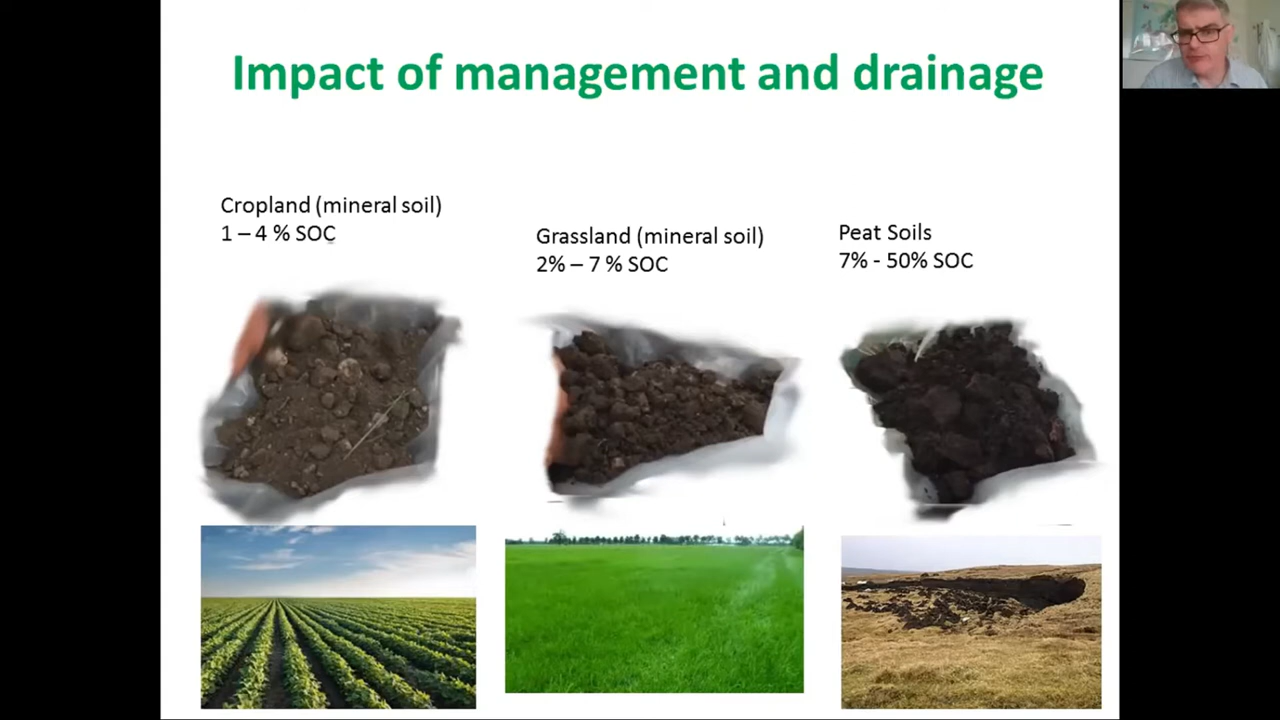 Impact of management and drainage
Cropland (mineral soil)
1 – 4 % SOC
Grassland (mineral soil)
2% – 7 % SOC
Peat Soils
7% - 50% SOC